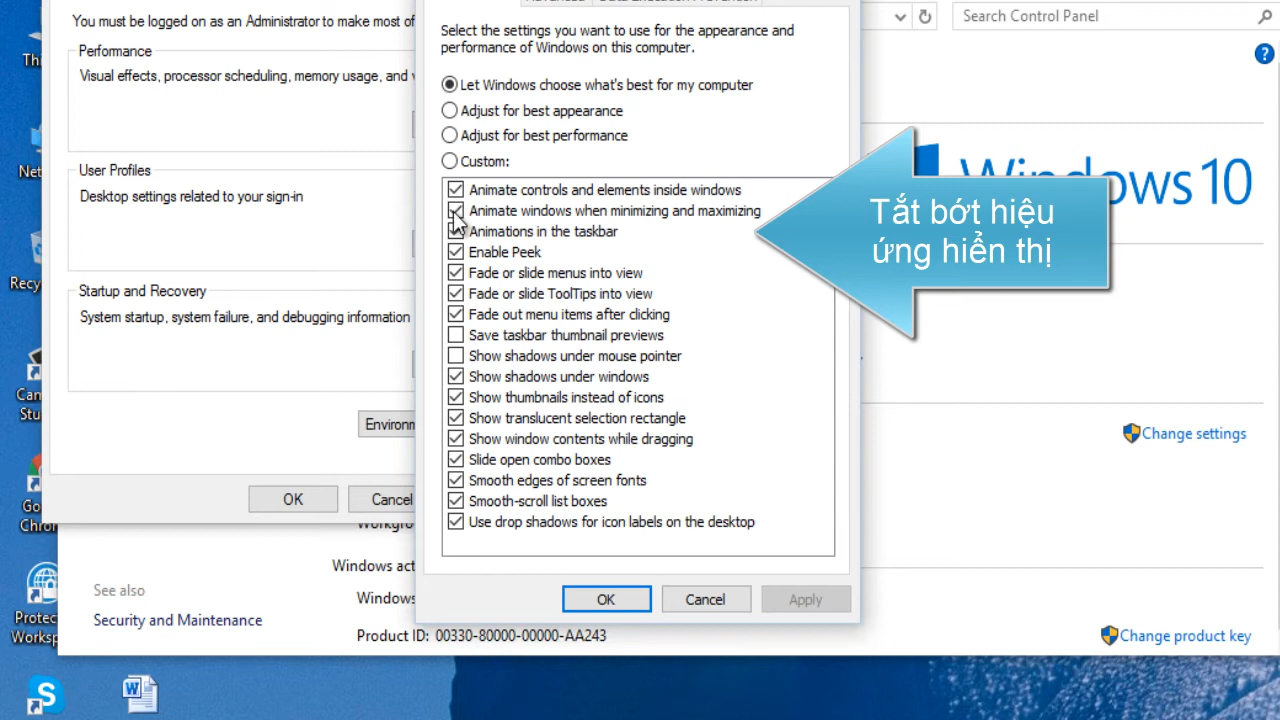 You must be logged on as an Administrator to make most of
Performance
Visual effects, processor scheduling, memory usage, and
User Profiles
Desktop settings related to your sign-in
Startup and Recovery
System startup, system failure, and debugging information
OK
Cancel
Advanced
Data Execution Prevention
Select the settings you want to use for the appearance and
performance of Windows on this computer.
Let Windows choose what's best for my computer
Adjust for best appearance
Adjust for best performance
Custom:
Animate controls and elements inside windows
Animate windows when minimizing and maximizing
Animations in the taskbar
Enable Peek
Fade or slide menus into view
Fade or slide ToolTips into view
Fade out menu items after clicking
Save taskbar thumbnail previews
Show shadows under mouse pointer
Show shadows under windows
Show thumbnails instead of icons
Show translucent selection rectangle
Show window contents while dragging
Slide open combo boxes
Smooth edges of screen fonts
Smooth-scroll list boxes
Use drop shadows for icon labels on the desktop
OK
Cancel
Apply
Search Control Panel
Windows 10
Tắt bớt hiệu
ứng hiển thị
Change settings
See also
Security and Maintenance
Windows act
Windows
Product ID: 00330-80000-00000-AA243
Change product key